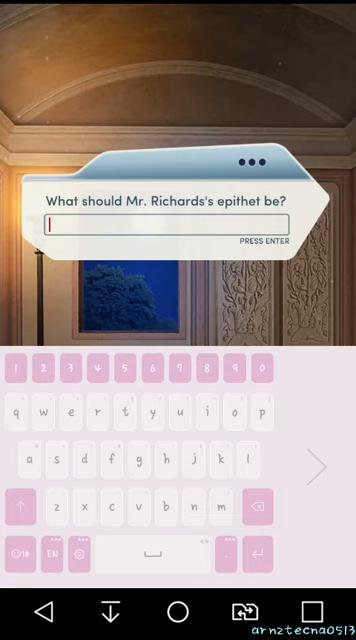 What should Mr. Richards's epithet be?
PRESS ENTER
1 2 3 4 5 6 7 8 9 0
q w e r t y u i o p
a s d f g h j k l
z x c v b n m
☺1# EN .
arnztecna0513